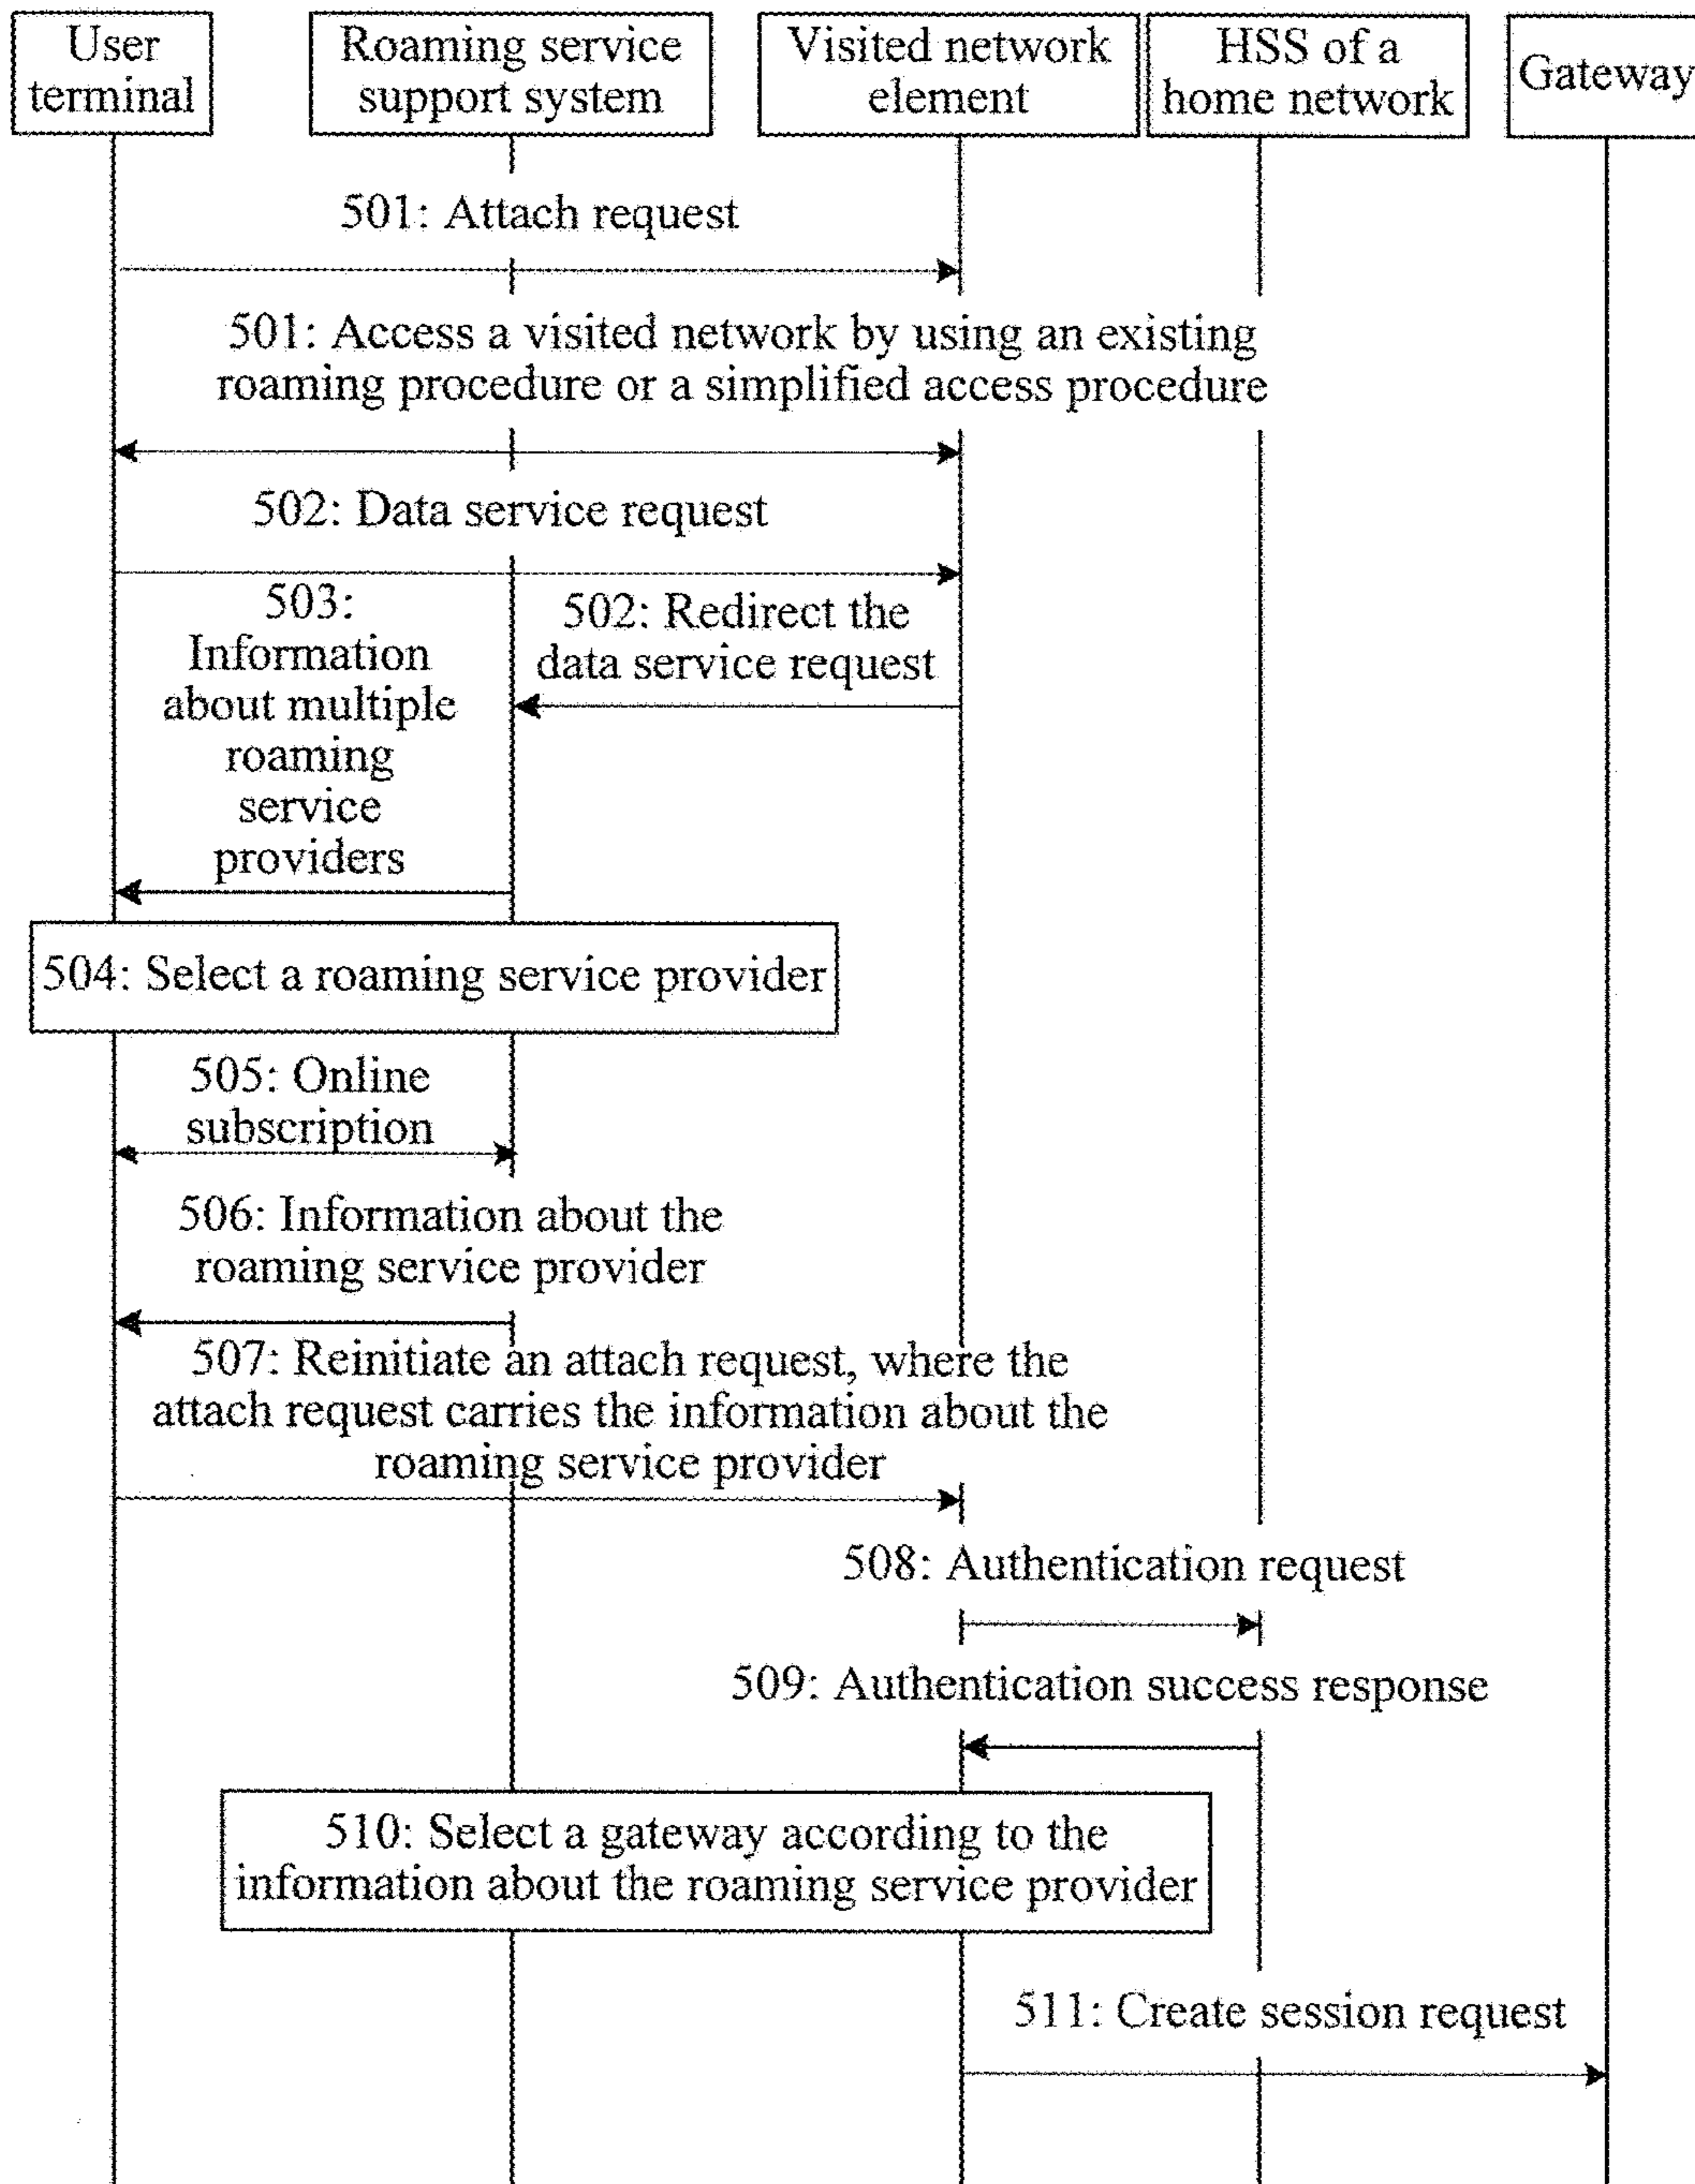 User
terminal
Roaming service
support system
Visited network
element
HSS of a
home network
Gateway
501: Attach request
501: Access a visited network by using an existing
roaming procedure or a simplified access procedure
502: Data service request
503:
Information
about multiple
roaming
service
providers
502: Redirect the
data service request
504: Select a roaming service provider
505: Online
subscription
506: Information about the
roaming service provider
507: Reinitiate an attach request, where the
attach request carries the information about the
roaming service provider
508: Authentication request
509: Authentication success response
510: Select a gateway according to the
information about the roaming service provider
511: Create session request